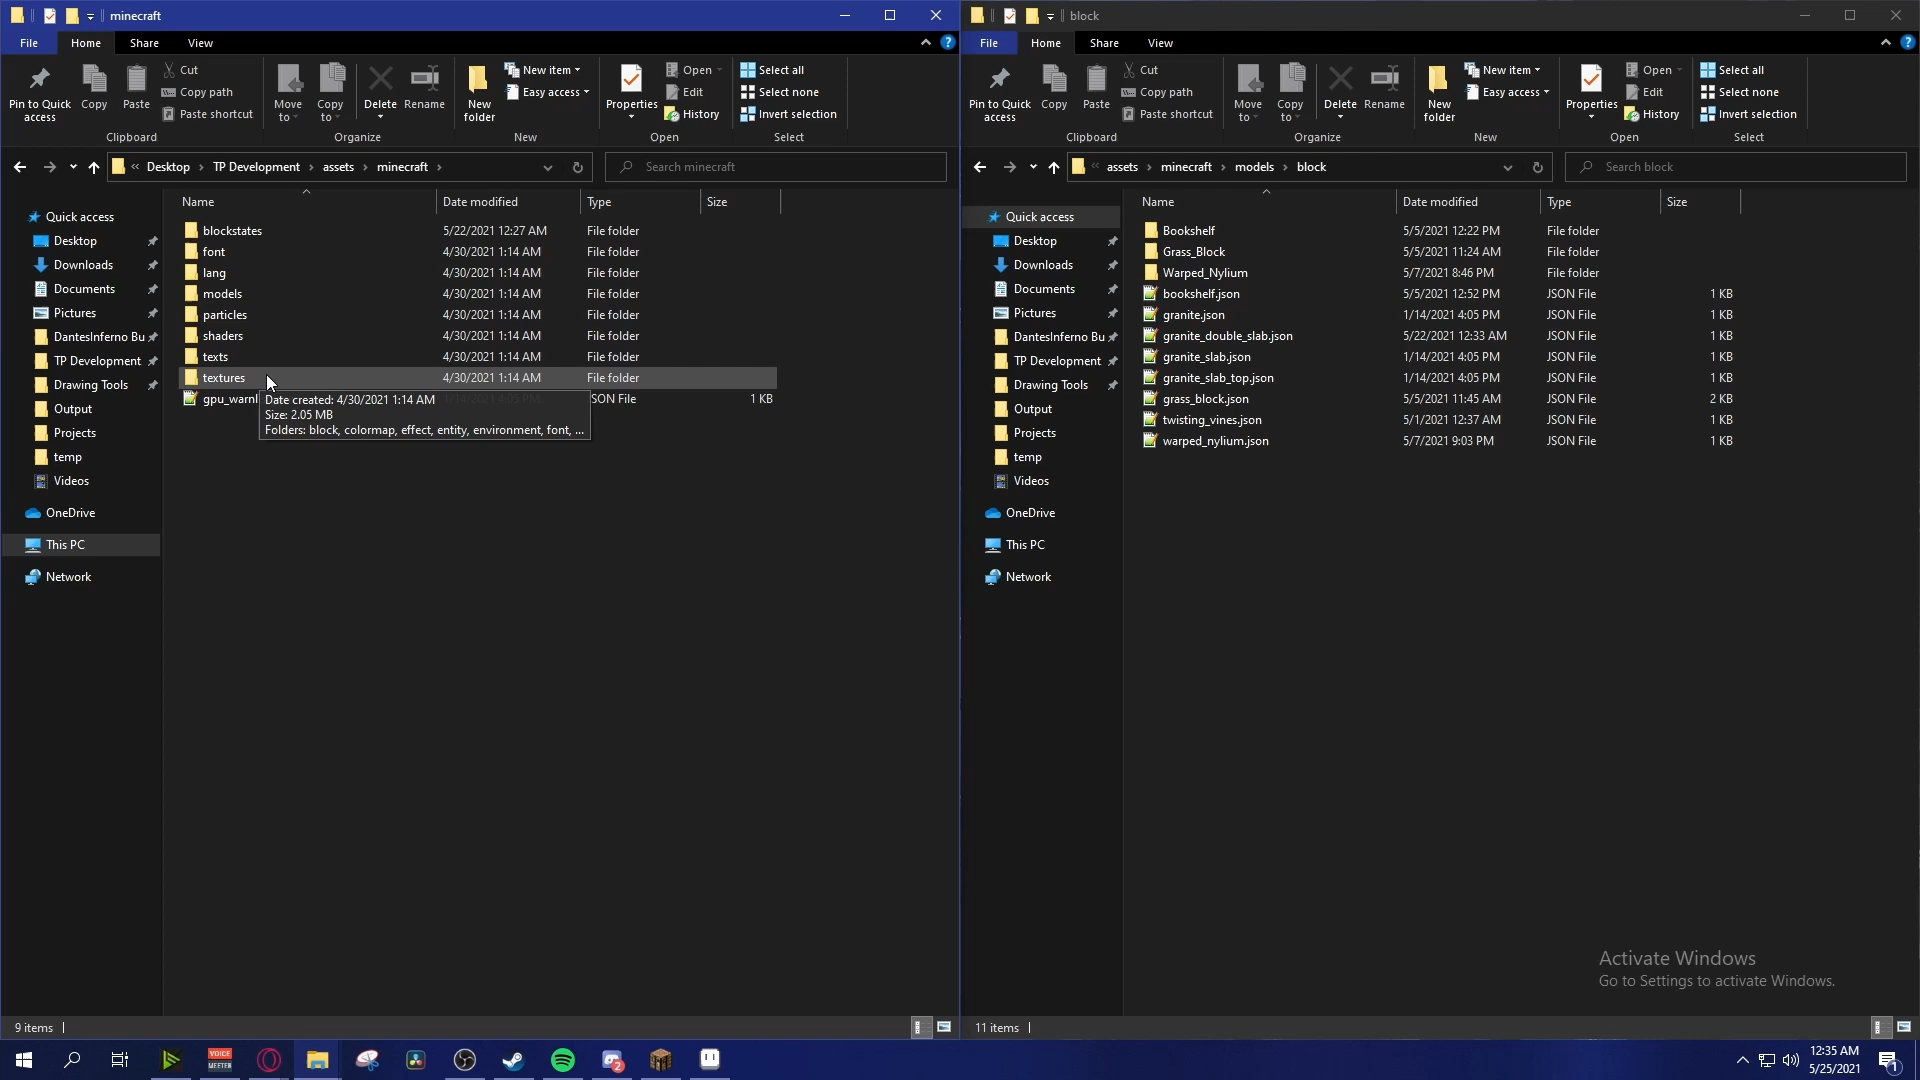 minecraft
File
Home
Share
View
Pin to Quick access
Copy
Paste
Cut
Copy path
Paste shortcut
Move to
Copy to
Delete
Rename
New folder
New item
Easy access
Properties
Open
Edit
History
Select all
Select none
Invert selection
Clipboard
Organize
New
Open
Select
« Desktop › TP Development › assets › minecraft ›
Search minecraft
Name Date modified Type Size
Quick access
Desktop
Downloads
Documents
Pictures
DantesInferno Bu
TP Development
Drawing Tools
Output
Projects
temp
Videos
OneDrive
This PC
Network
blockstates 5/22/2021 12:27 AM File folder
font 4/30/2021 1:14 AM File folder
lang 4/30/2021 1:14 AM File folder
models 4/30/2021 1:14 AM File folder
particles 4/30/2021 1:14 AM File folder
shaders 4/30/2021 1:14 AM File folder
texts 4/30/2021 1:14 AM File folder
textures 4/30/2021 1:14 AM File folder
gpu_warnl 1/14/2021 4:05 PM SON File 1 KB
Date created: 4/30/2021 1:14 AM
Size: 2.05 MB
Folders: block, colormap, effect, entity, environment, font, ...
9 items
block
File
Home
Share
View
Pin to Quick access
Copy
Paste
Cut
Copy path
Paste shortcut
Move to
Copy to
Delete
Rename
New folder
New item
Easy access
Properties
Open
Edit
History
Select all
Select none
Invert selection
Clipboard
Organize
New
Open
Select
« assets › minecraft › models › block
Search block
Name Date modified Type Size
Quick access
Desktop
Downloads
Documents
Pictures
DantesInferno Bu
TP Development
Drawing Tools
Output
Projects
temp
Videos
OneDrive
This PC
Network
Bookshelf 5/5/2021 12:22 PM File folder
Grass_Block 5/5/2021 11:24 AM File folder
Warped_Nylium 5/7/2021 8:46 PM File folder
bookshelf.json 5/5/2021 12:52 PM JSON File 1 KB
granite.json 1/14/2021 4:05 PM JSON File 1 KB
granite_double_slab.json 5/22/2021 12:33 AM JSON File 1 KB
granite_slab.json 1/14/2021 4:05 PM JSON File 1 KB
granite_slab_top.json 1/14/2021 4:05 PM JSON File 1 KB
grass_block.json 5/5/2021 11:45 AM JSON File 2 KB
twisting_vines.json 5/1/2021 12:37 AM JSON File 1 KB
warped_nylium.json 5/7/2021 9:03 PM JSON File 1 KB
Activate Windows
Go to Settings to activate Windows.
11 items
VOICE
MEETER
2
12:35 AM
5/25/2021
1